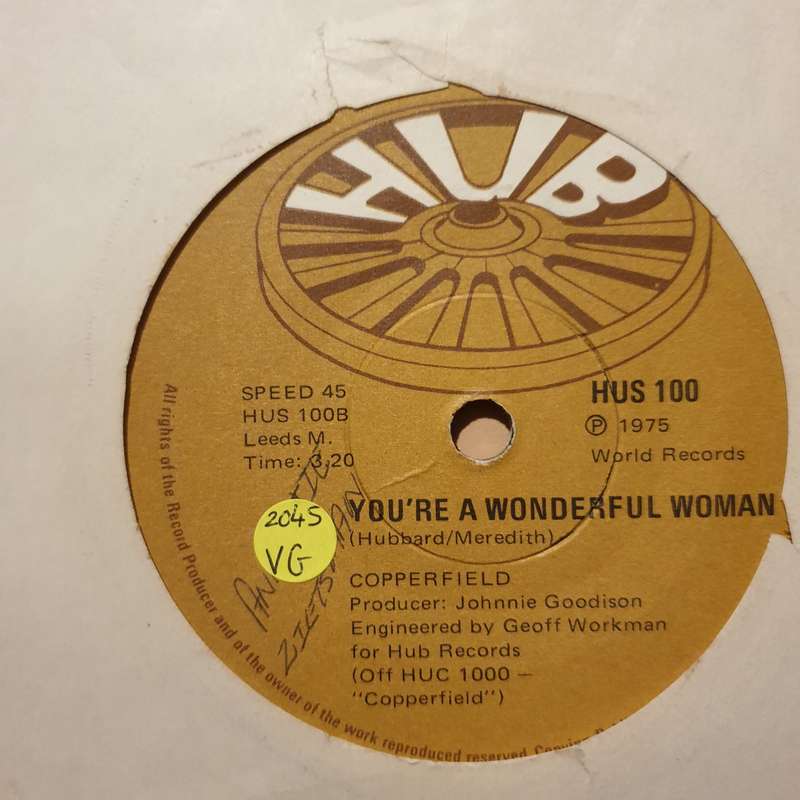 HUB
SPEED 45
HUS 100B
Leeds M.
Time: 3.20
HUS 100
Ⓟ 1975
World Records
YOU'RE A WONDERFUL WOMAN
(Hubbard/Meredith)
2045
VG
COPPERFIELD
Producer: Johnnie Goodison
Engineered by Geoff Workman
for Hub Records
(Off HUC 1000 –
"Copperfield")
All rights of the Record Producer and of the owner of the work reproduced reserved